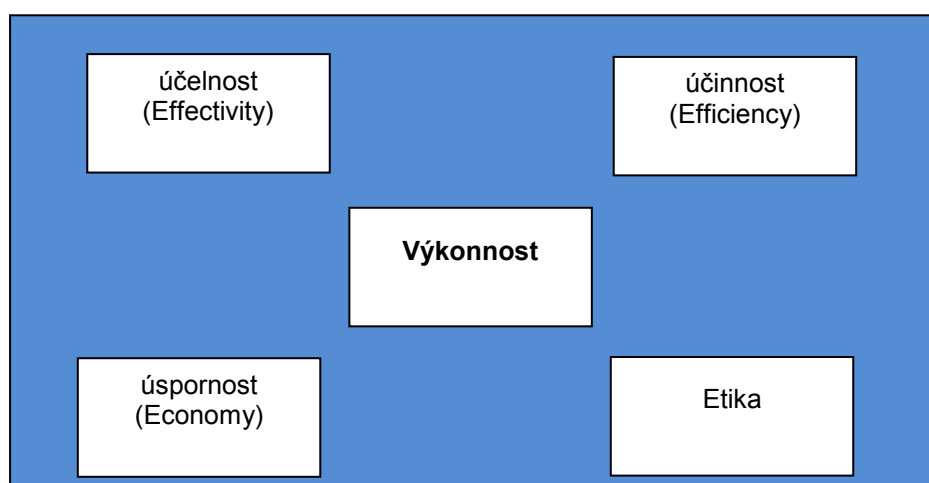 účelnost
(Effectivity)
účinnost
(Efficiency)
Výkonnost
úspornost
(Economy)
Etika